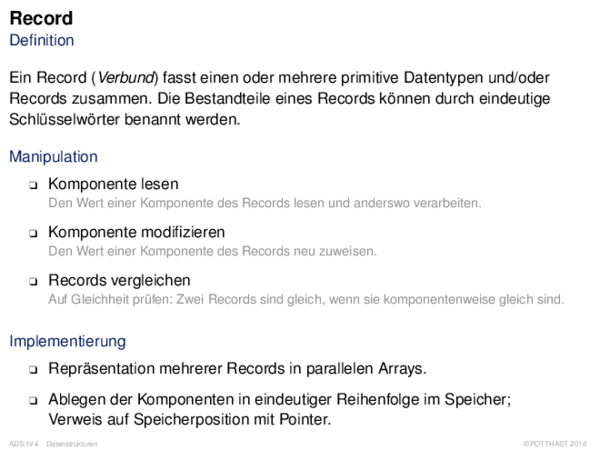 Record
Definition
Ein Record (Verbund) fasst einen oder mehrere primitive Datentypen und/oder
Records zusammen. Die Bestandteile eines Records können durch eindeutige
Schlüsselwörter benannt werden.
Manipulation
❑ Komponente lesen
Den Wert einer Komponente des Records lesen und anderswo verarbeiten.
❑ Komponente modifizieren
Den Wert einer Komponente des Records neu zuweisen.
❑ Records vergleichen
Auf Gleichheit prüfen: Zwei Records sind gleich, wenn sie komponentenweise gleich sind.
Implementierung
❑ Repräsentation mehrerer Records in parallelen Arrays.
❑ Ablegen der Komponenten in eindeutiger Reihenfolge im Speicher;
Verweis auf Speicherposition mit Pointer.
ADS:IV-4 Datenstrukturen © POTTHAST 2018